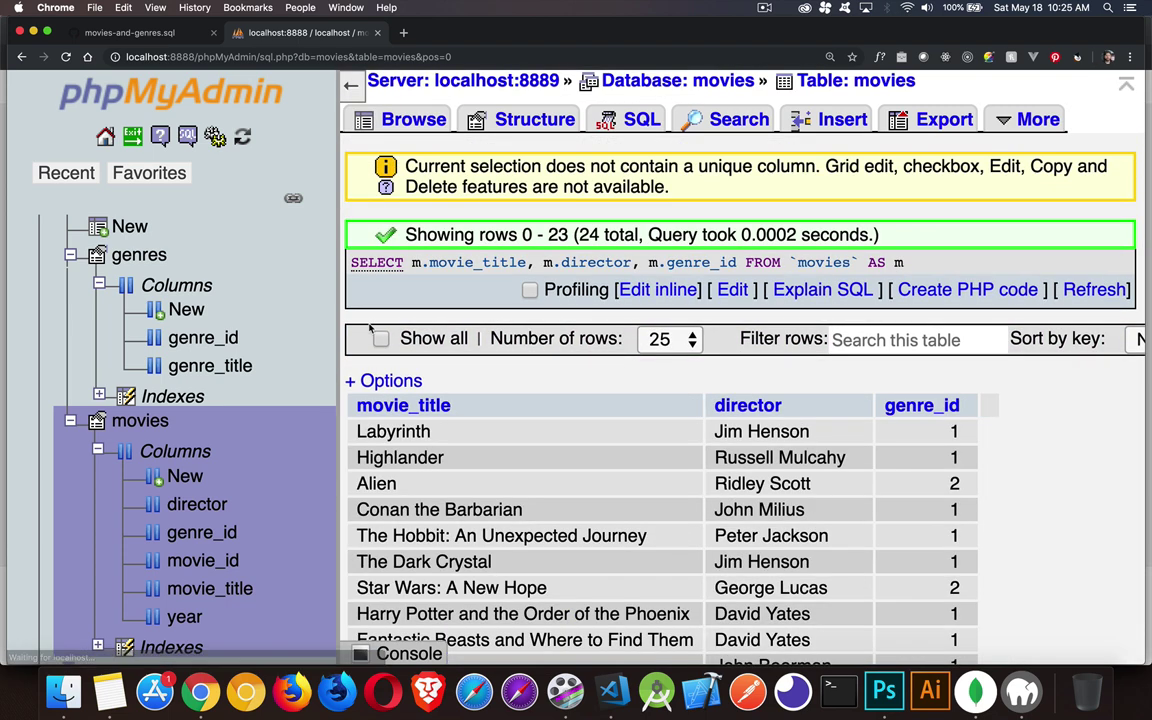 Chrome File Edit View History Bookmarks People Window Help 100% Sat May 18 10:25 AM
movies-and-genres.sql × localhost:8888 / localhost / mo × +
localhost:8888/phpMyAdmin/sql.php?db=movies&table=movies&pos=0
phpMyAdmin
Recent Favorites
New
genres
Columns
New
genre_id
genre_title
Indexes
movies
Columns
New
director
genre_id
movie_id
movie_title
year
Indexes
Waiting for localhost...
Server: localhost:8889 » Database: movies » Table: movies
Browse Structure SQL Search Insert Export More
Current selection does not contain a unique column. Grid edit, checkbox, Edit, Copy and
Delete features are not available.
Showing rows 0 - 23 (24 total, Query took 0.0002 seconds.)
SELECT m.movie_title, m.director, m.genre_id FROM `movies` AS m
Profiling [Edit inline] [ Edit ] [ Explain SQL ] [ Create PHP code ] [ Refresh]
Show all | Number of rows: 25 Filter rows: Search this table Sort by key: N
+ Options
movie_title director genre_id
Labyrinth Jim Henson 1
Highlander Russell Mulcahy 1
Alien Ridley Scott 2
Conan the Barbarian John Milius 1
The Hobbit: An Unexpected Journey Peter Jackson 1
The Dark Crystal Jim Henson 1
Star Wars: A New Hope George Lucas 2
Harry Potter and the Order of the Phoenix David Yates 1
Fantastic Beasts and Where to Find Them David Yates 1
Console